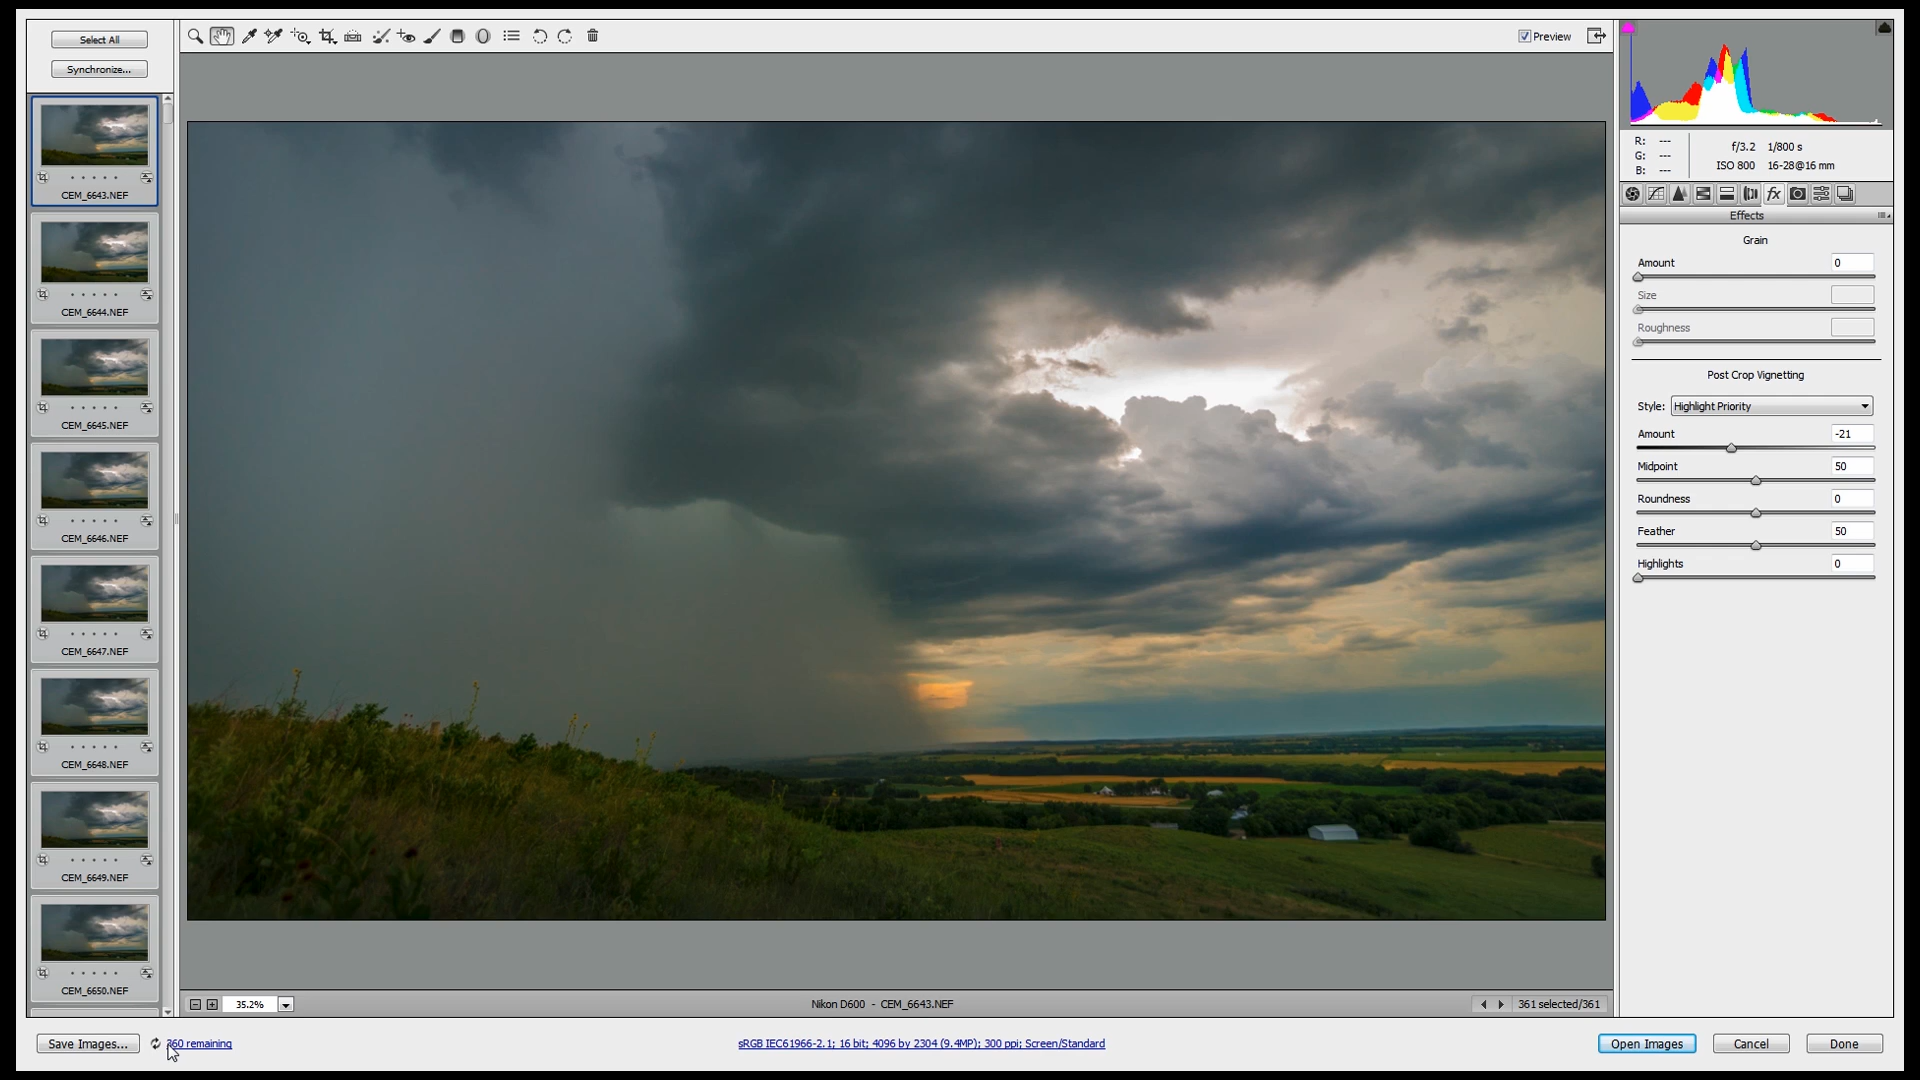 Select All
Synchronize...
CEM_6643.NEF
CEM_6644.NEF
CEM_6645.NEF
CEM_6646.NEF
CEM_6647.NEF
CEM_6648.NEF
CEM_6649.NEF
CEM_6650.NEF
Preview
R: ---
G: ---
B: ---
f/3.2 1/800 s
ISO 800 16-28@16 mm
fx
Effects
Grain
Amount 0
Size
Roughness
Post Crop Vignetting
Style: Highlight Priority
Amount -21
Midpoint 50
Roundness 0
Feather 50
Highlights 0
35.2%
Nikon D600 - CEM_6643.NEF
361 selected/361
Save Images...
360 remaining
sRGB IEC61966-2.1; 16 bit; 4096 by 2304 (9.4MP); 300 ppi; Screen/Standard
Open Images
Cancel
Done